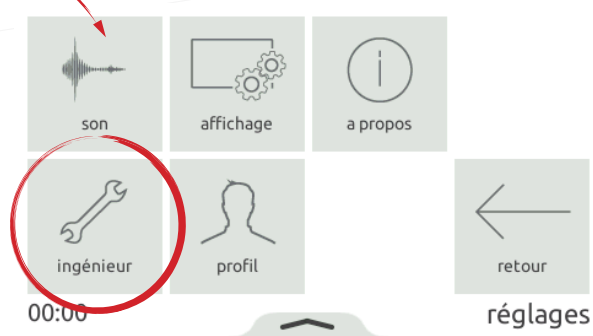 son
affichage
a propos
ingénieur
profil
retour
00:00
réglages